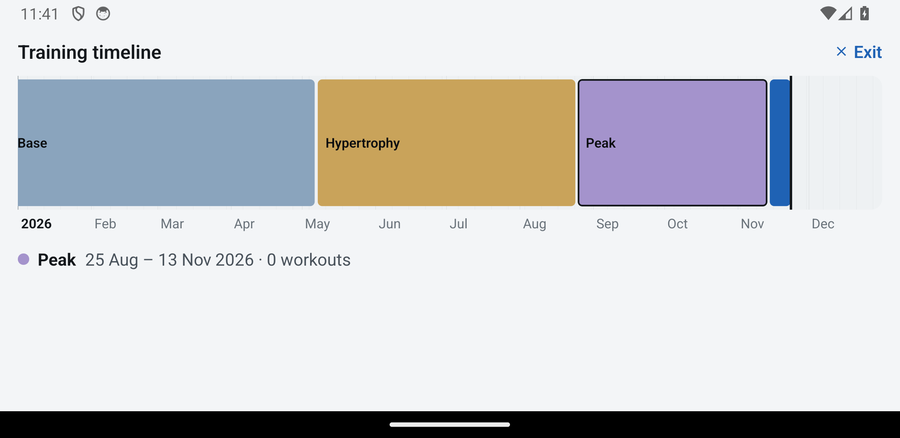 11:41
Training timeline
× Exit
Base
Hypertrophy
Peak
2026 Feb Mar Apr May Jun Jul Aug Sep Oct Nov Dec
Peak 25 Aug – 13 Nov 2026 · 0 workouts